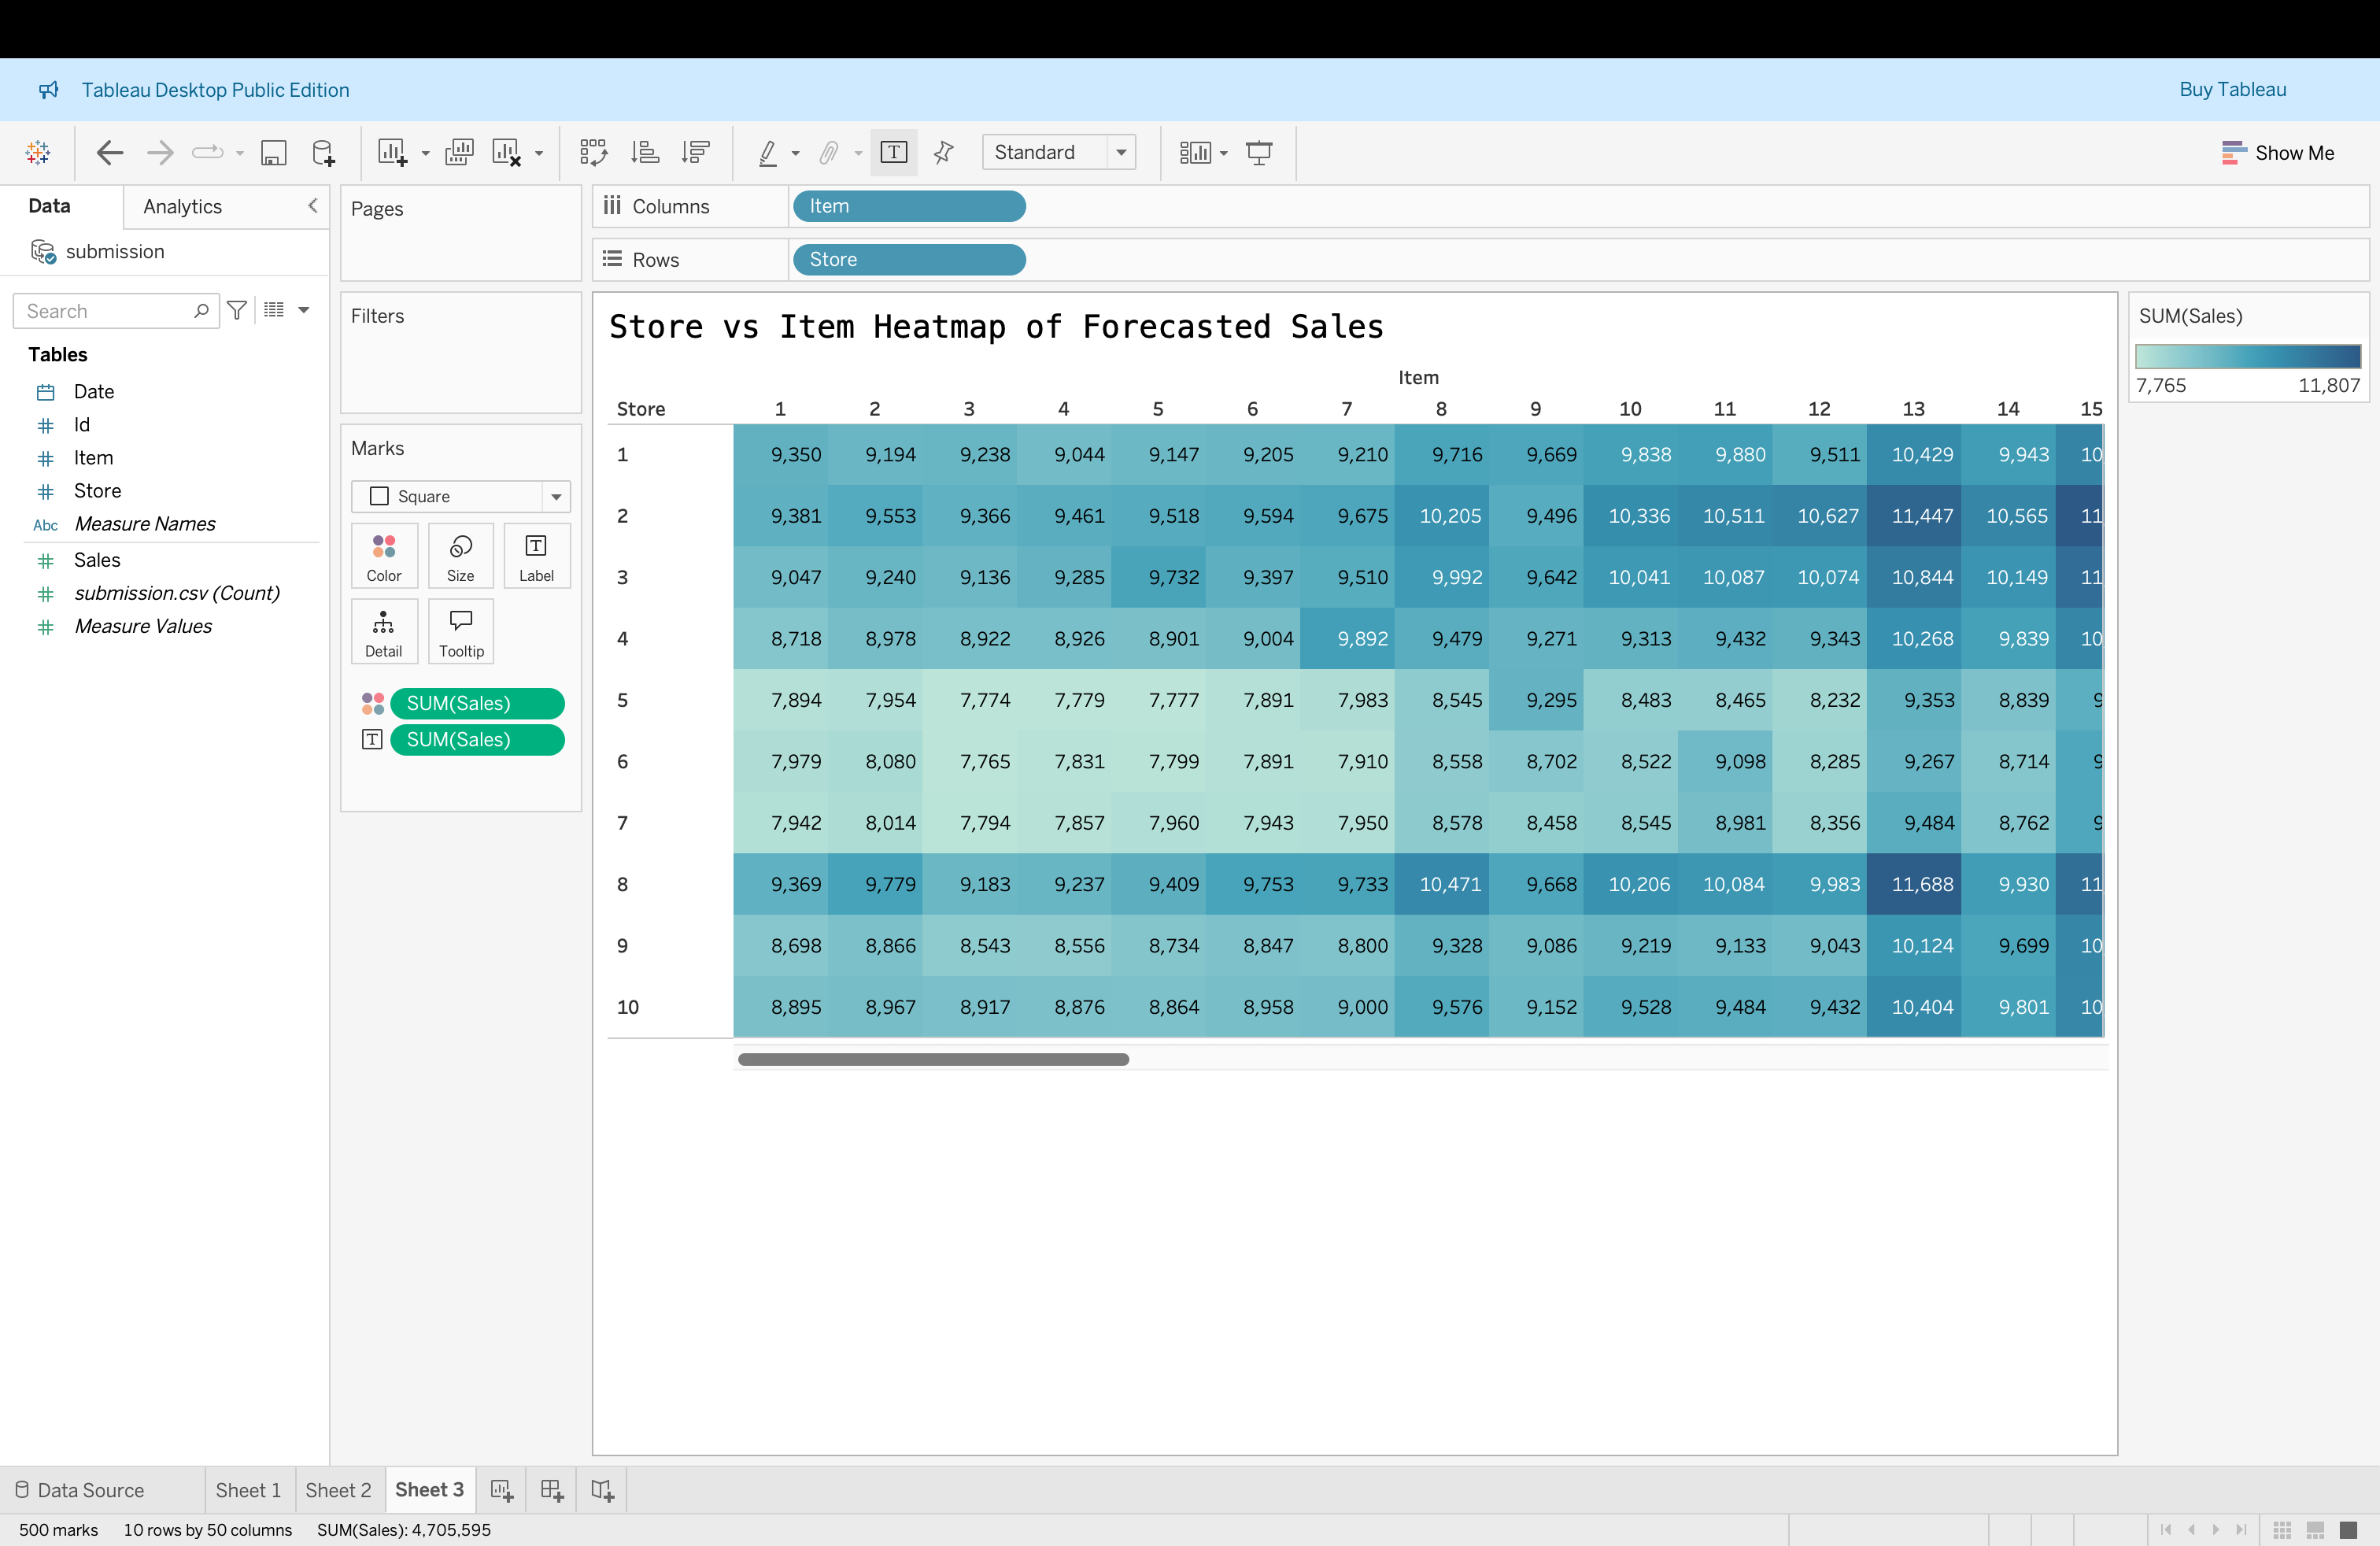 Tableau Desktop Public Edition
Buy Tableau
Standard
Show Me
Data
Analytics
submission
Search
Tables
Date
Id
Item
Store
Abc Measure Names
Sales
submission.csv (Count)
Measure Values
Pages
Filters
Marks
Square
Color Size Label
Detail Tooltip
SUM(Sales)
SUM(Sales)
Columns Item
Rows Store
Store vs Item Heatmap of Forecasted Sales
Item
Store 1 2 3 4 5 6 7 8 9 10 11 12 13 14 15
1 9,350 9,194 9,238 9,044 9,147 9,205 9,210 9,716 9,669 9,838 9,880 9,511 10,429 9,943 10
2 9,381 9,553 9,366 9,461 9,518 9,594 9,675 10,205 9,496 10,336 10,511 10,627 11,447 10,565 11
3 9,047 9,240 9,136 9,285 9,732 9,397 9,510 9,992 9,642 10,041 10,087 10,074 10,844 10,149 11
4 8,718 8,978 8,922 8,926 8,901 9,004 9,892 9,479 9,271 9,313 9,432 9,343 10,268 9,839 10
5 7,894 7,954 7,774 7,779 7,777 7,891 7,983 8,545 9,295 8,483 8,465 8,232 9,353 8,839 9
6 7,979 8,080 7,765 7,831 7,799 7,891 7,910 8,558 8,702 8,522 9,098 8,285 9,267 8,714 9
7 7,942 8,014 7,794 7,857 7,960 7,943 7,950 8,578 8,458 8,545 8,981 8,356 9,484 8,762 9
8 9,369 9,779 9,183 9,237 9,409 9,753 9,733 10,471 9,668 10,206 10,084 9,983 11,688 9,930 11
9 8,698 8,866 8,543 8,556 8,734 8,847 8,800 9,328 9,086 9,219 9,133 9,043 10,124 9,699 10
10 8,895 8,967 8,917 8,876 8,864 8,958 9,000 9,576 9,152 9,528 9,484 9,432 10,404 9,801 10
SUM(Sales)
7,765 11,807
Data Source Sheet 1 Sheet 2 Sheet 3
500 marks 10 rows by 50 columns SUM(Sales): 4,705,595